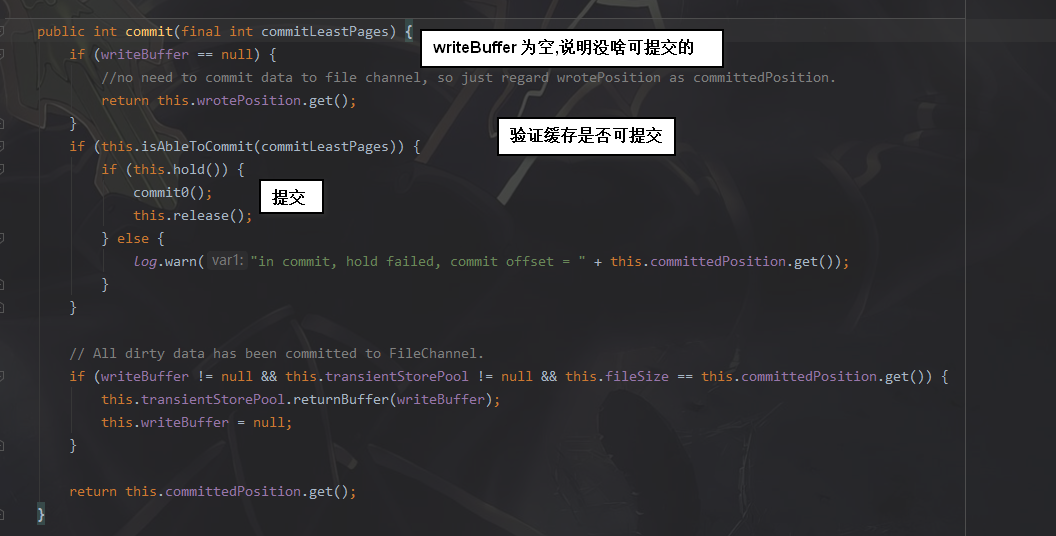 public int commit(final int commitLeastPages) {
writeBuffer 为空,说明没啥可提交的
if (writeBuffer == null) {
//no need to commit data to file channel, so just regard wrotePosition as committedPosition.
return this.wrotePosition.get();
}
验证缓存是否可提交
if (this.isAbleToCommit(commitLeastPages)) {
if (this.hold()) {
commit0();
提交
this.release();
} else {
log.warn( var1: "in commit, hold failed, commit offset = " + this.committedPosition.get());
}
}
// All dirty data has been committed to FileChannel.
if (writeBuffer != null && this.transientStorePool != null && this.fileSize == this.committedPosition.get()) {
this.transientStorePool.returnBuffer(writeBuffer);
this.writeBuffer = null;
}
return this.committedPosition.get();
}